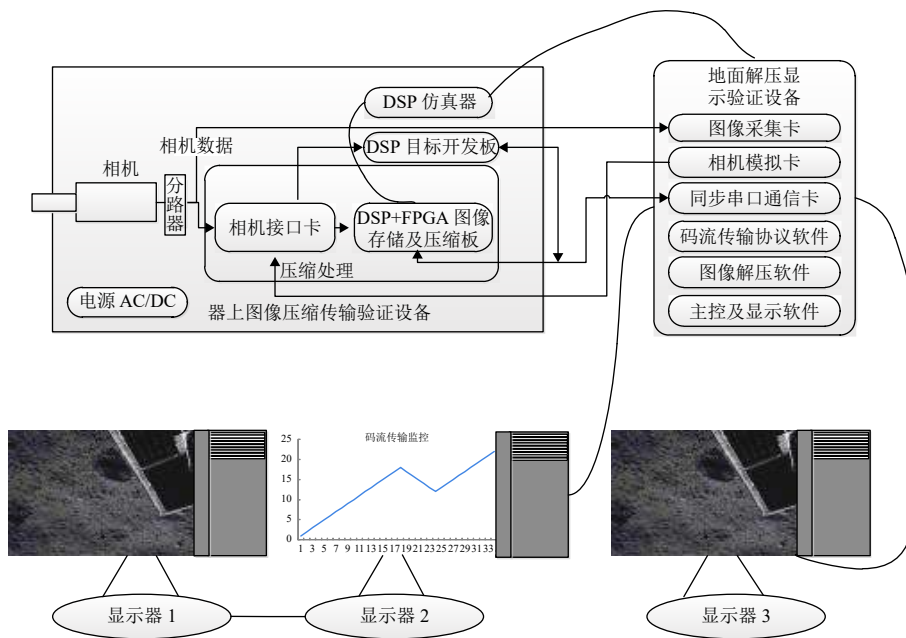 DSP 仿真器
DSP 目标开发板
相机数据
相机
分路器
相机接口卡
DSP+FPGA 图像
存储及压缩板
压缩处理
电源 AC/DC
器上图像压缩传输验证设备
地面解压显
示验证设备
图像采集卡
相机模拟卡
同步串口通信卡
码流传输协议软件
图像解压软件
主控及显示软件
码流传输监控
25
20
15
10
5
0
1 3 5 7 9 11 13 15 17 19 21 23 25 27 29 31 33
显示器 1
显示器 2
显示器 3